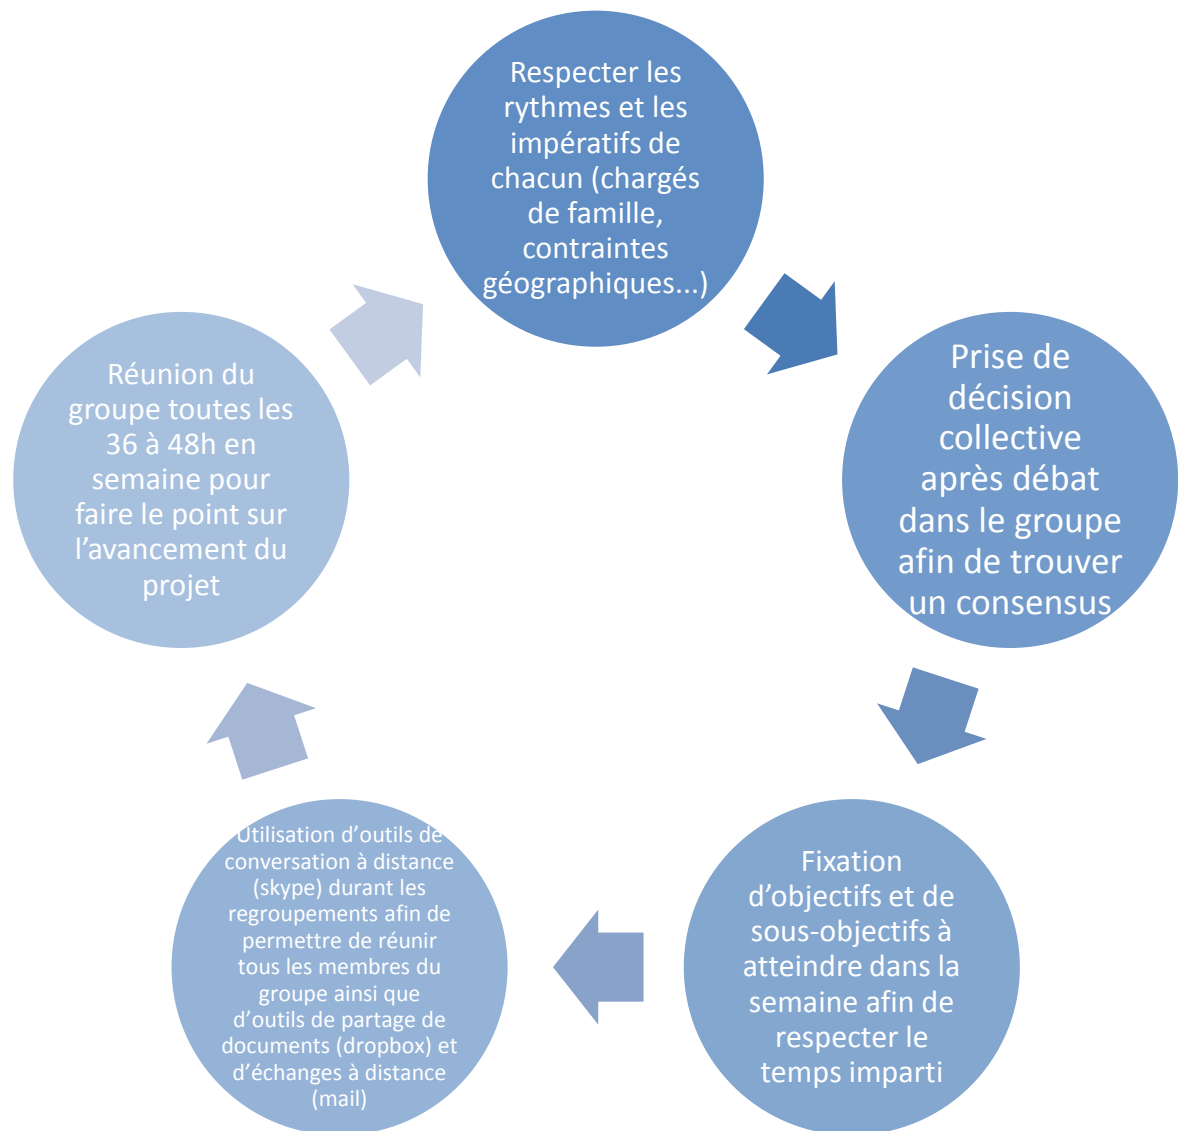 Respecter les
rythmes et les
impératifs de
chacun (chargés
de famille,
contraintes
géographiques...)
Prise de
décision
collective
après débat
dans le groupe
afin de trouver
un consensus
Fixation
d’objectifs et de
sous-objectifs à
atteindre dans la
semaine afin de
respecter le
temps imparti
Utilisation d’outils de
conversation à distance
(skype) durant les
regroupements afin de
permettre de réunir
tous les membres du
groupe ainsi que
d’outils de partage de
documents (dropbox) et
d’échanges à distance
(mail)
Réunion du
groupe toutes les
36 à 48h en
semaine pour
faire le point sur
l’avancement du
projet